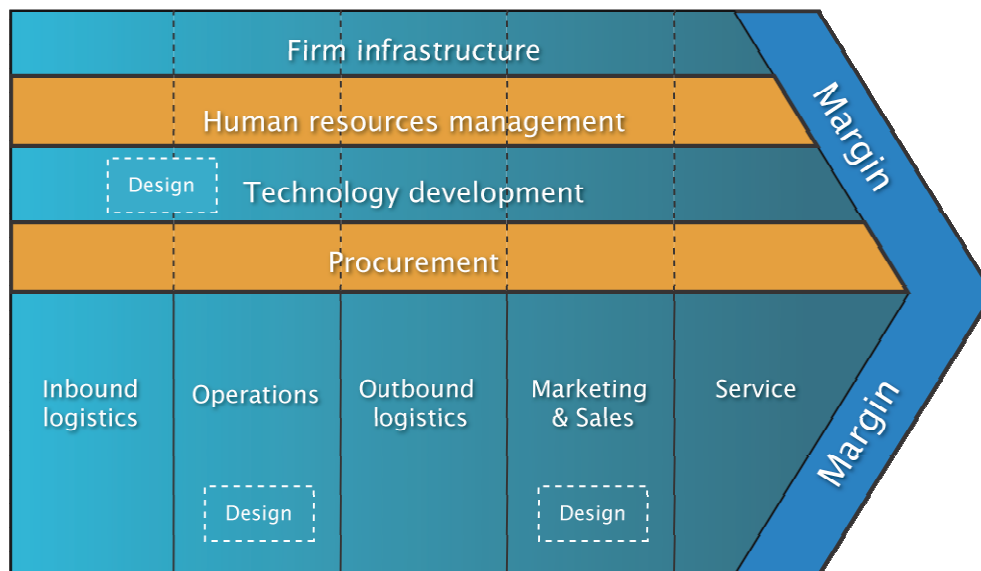 Firm infrastructure
Margin
Human resources management
Design
Technology development
Procurement
Inbound
logistics
Operations
Outbound
logistics
Marketing
& Sales
Service
Margin
Design
Design